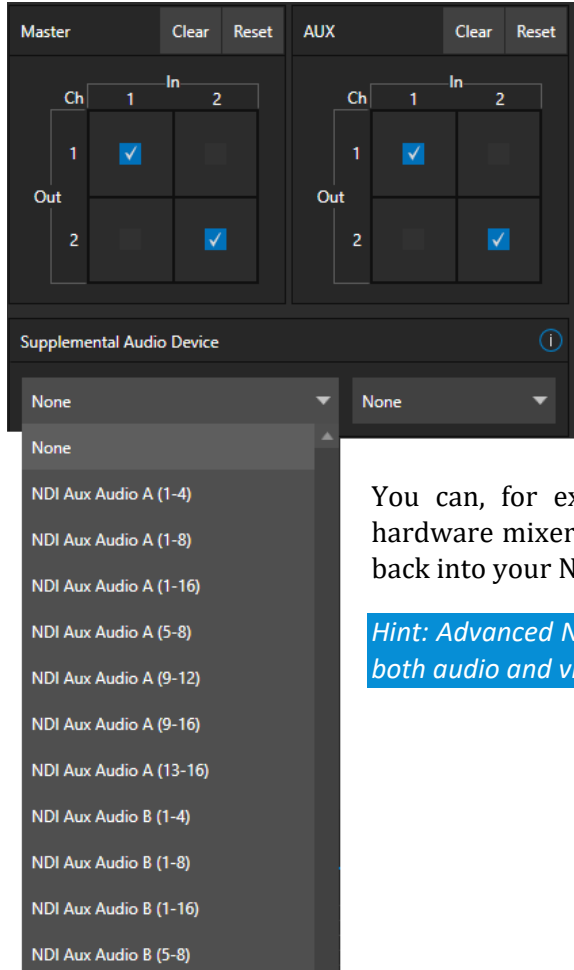 Master Clear Reset AUX Clear Reset
In In
Ch 1 2 Ch 1 2
1 1
Out Out
2 2
Supplemental Audio Device
None None
None
NDI Aux Audio A (1-4)
NDI Aux Audio A (1-8)
NDI Aux Audio A (1-16)
NDI Aux Audio A (5-8)
NDI Aux Audio A (9-12)
NDI Aux Audio A (9-16)
NDI Aux Audio A (13-16)
NDI Aux Audio B (1-4)
NDI Aux Audio B (1-8)
NDI Aux Audio B (1-16)
NDI Aux Audio B (5-8)
You can, for ex
hardware mixer
back into your N
Hint: Advanced N
both audio and vi